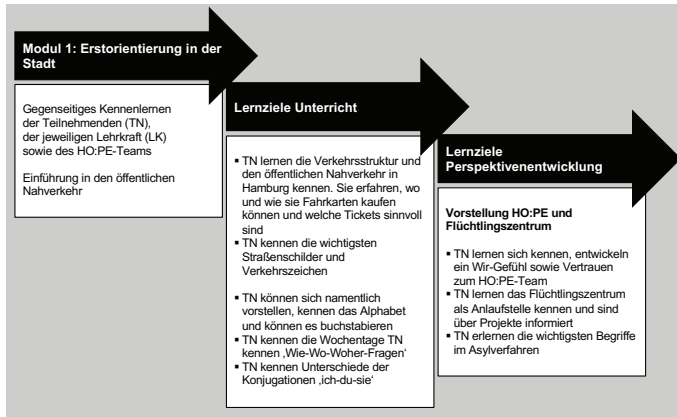 Modul 1: Erstorientierung in der
Stadt
Gegenseitiges Kennenlernen
der Teilnehmenden (TN),
der jeweiligen Lehrkraft (LK)
sowie des HO:PE-Teams
Einführung in den öffentlichen
Nahverkehr
Lernziele Unterricht
▪ TN lernen die Verkehrsstruktur und
den öffentlichen Nahverkehr in
Hamburg kennen. Sie erfahren, wo
und wie sie Fahrkarten kaufen
können und welche Tickets sinnvoll
sind
▪ TN kennen die wichtigsten
Straßenschilder und
Verkehrszeichen
▪ TN können sich namentlich
vorstellen, kennen das Alphabet
und können es buchstabieren
▪ TN kennen die Wochentage TN
kennen ‚Wie-Wo-Woher-Fragen‘
▪ TN kennen Unterschiede der
Konjugationen ‚ich-du-sie‘
Lernziele
Perspektivenentwicklung
Vorstellung HO:PE und
Flüchtlingszentrum
▪ TN lernen sich kennen, entwickeln
ein Wir-Gefühl sowie Vertrauen
zum HO:PE-Team
▪ TN lernen das Flüchtlingszentrum
als Anlaufstelle kennen und sind
über Projekte informiert
▪ TN erlernen die wichtigsten Begriffe
im Asylverfahren